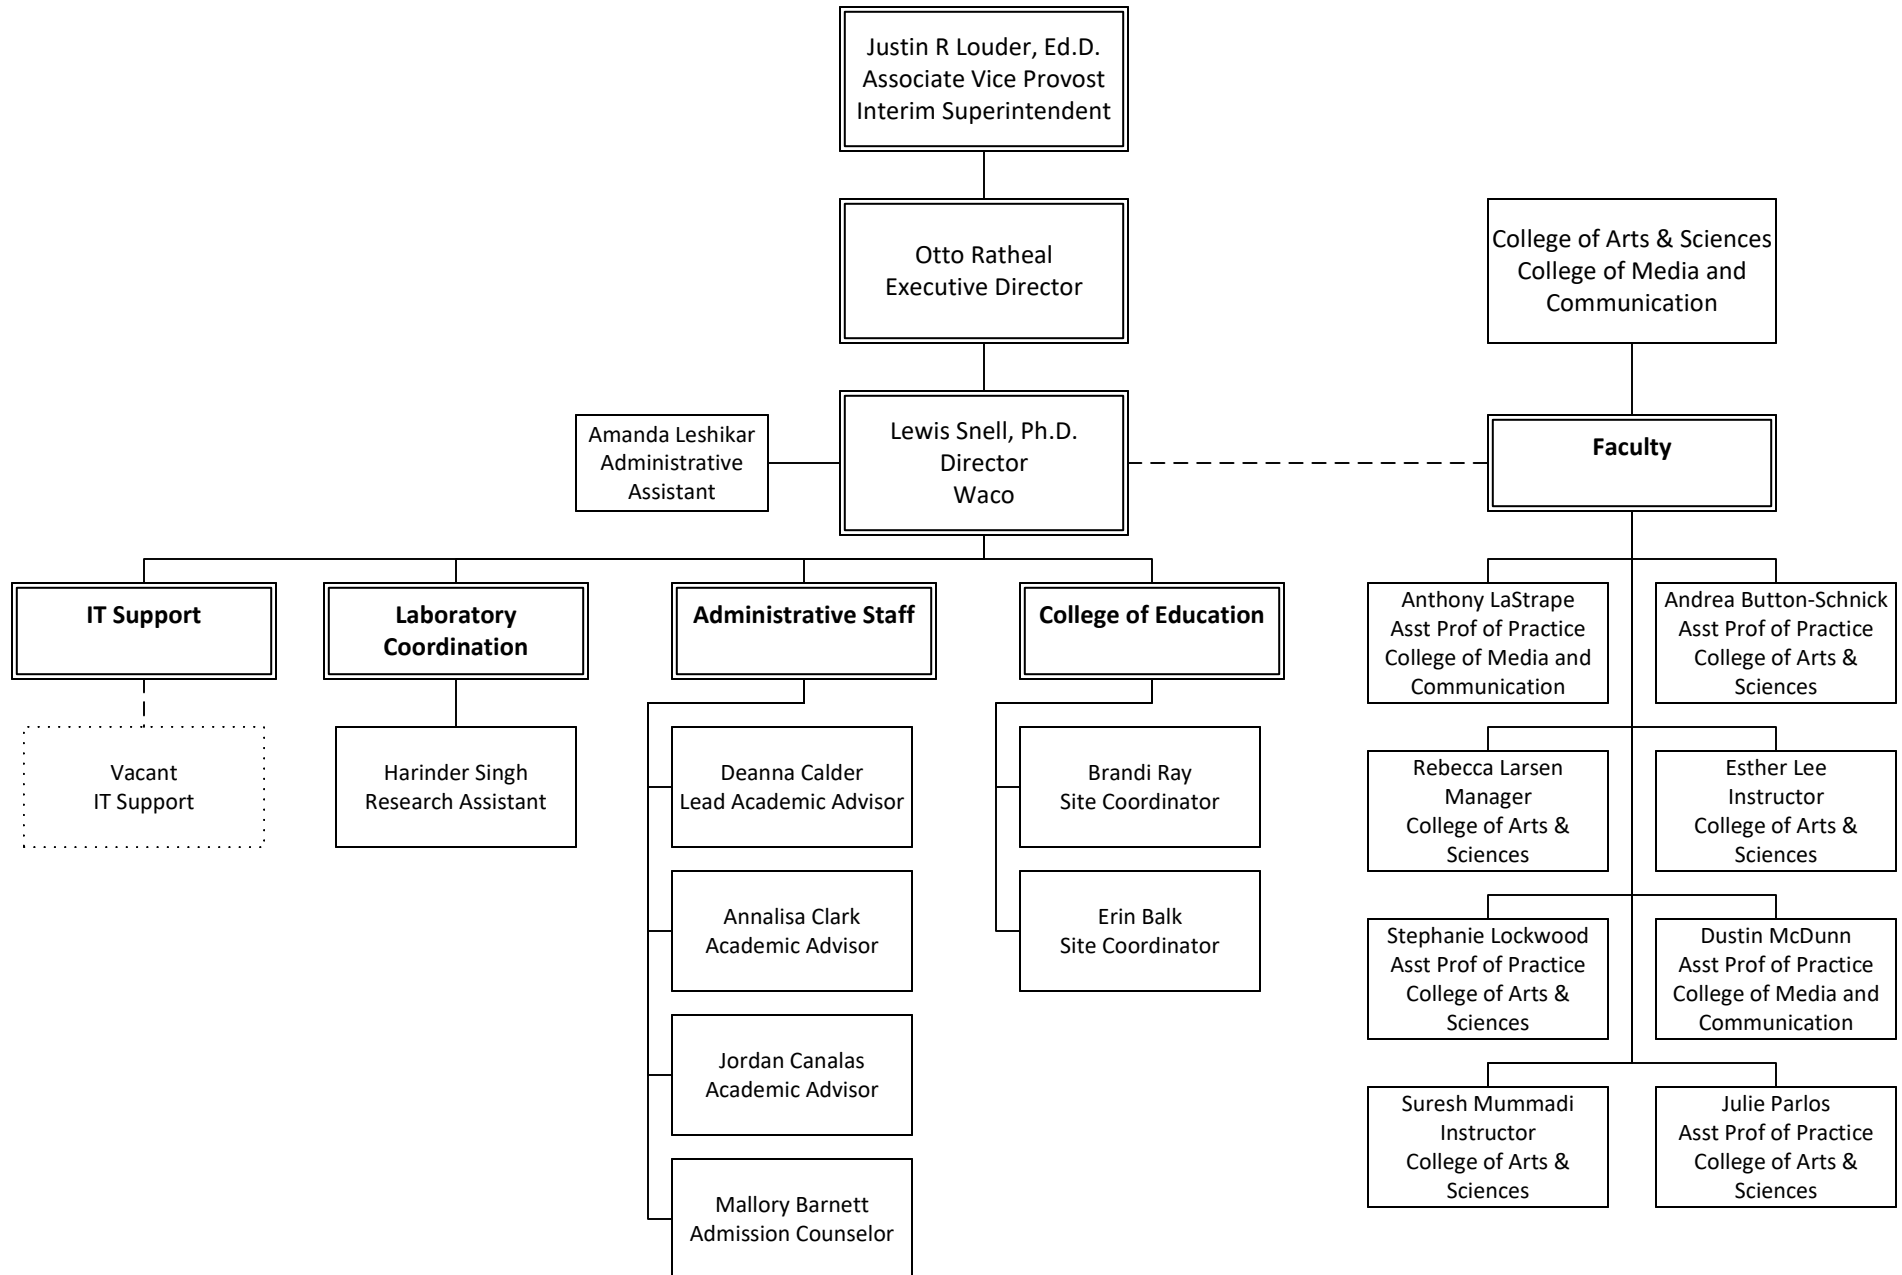 Justin R Louder, Ed.D.
Associate Vice Provost
Interim Superintendent
Otto Ratheal
Executive Director
College of Arts & Sciences
College of Media and
Communication
Amanda Leshikar
Administrative
Assistant
Lewis Snell, Ph.D.
Director
Waco
Faculty
IT Support
Laboratory
Coordination
Administrative Staff
College of Education
Vacant
IT Support
Harinder Singh
Research Assistant
Deanna Calder
Lead Academic Advisor
Annalisa Clark
Academic Advisor
Jordan Canalas
Academic Advisor
Mallory Barnett
Admission Counselor
Brandi Ray
Site Coordinator
Erin Balk
Site Coordinator
Anthony LaStrape
Asst Prof of Practice
College of Media and
Communication
Andrea Button-Schnick
Asst Prof of Practice
College of Arts &
Sciences
Rebecca Larsen
Manager
College of Arts &
Sciences
Esther Lee
Instructor
College of Arts &
Sciences
Stephanie Lockwood
Asst Prof of Practice
College of Arts &
Sciences
Dustin McDunn
Asst Prof of Practice
College of Media and
Communication
Suresh Mummadi
Instructor
College of Arts &
Sciences
Julie Parlos
Asst Prof of Practice
College of Arts &
Sciences